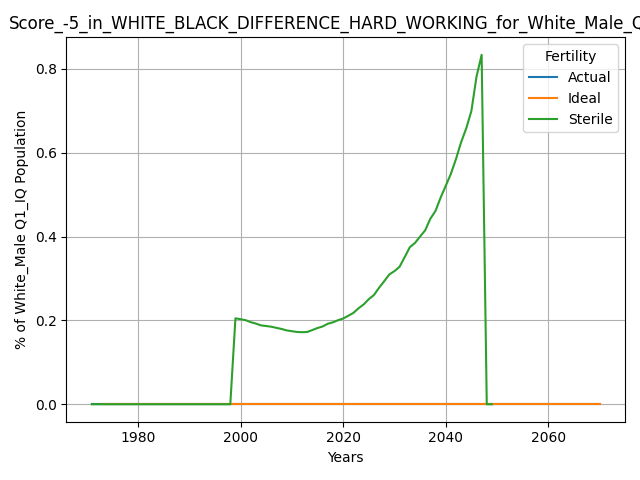 Score_-5_in_WHITE_BLACK_DIFFERENCE_HARD_WORKING_for_White_Male_Q
Fertility
Actual
Ideal
Sterile
% of White_Male Q1_IQ Population
0.8
0.6
0.4
0.2
0.0
1980 2000 2020 2040 2060
Years